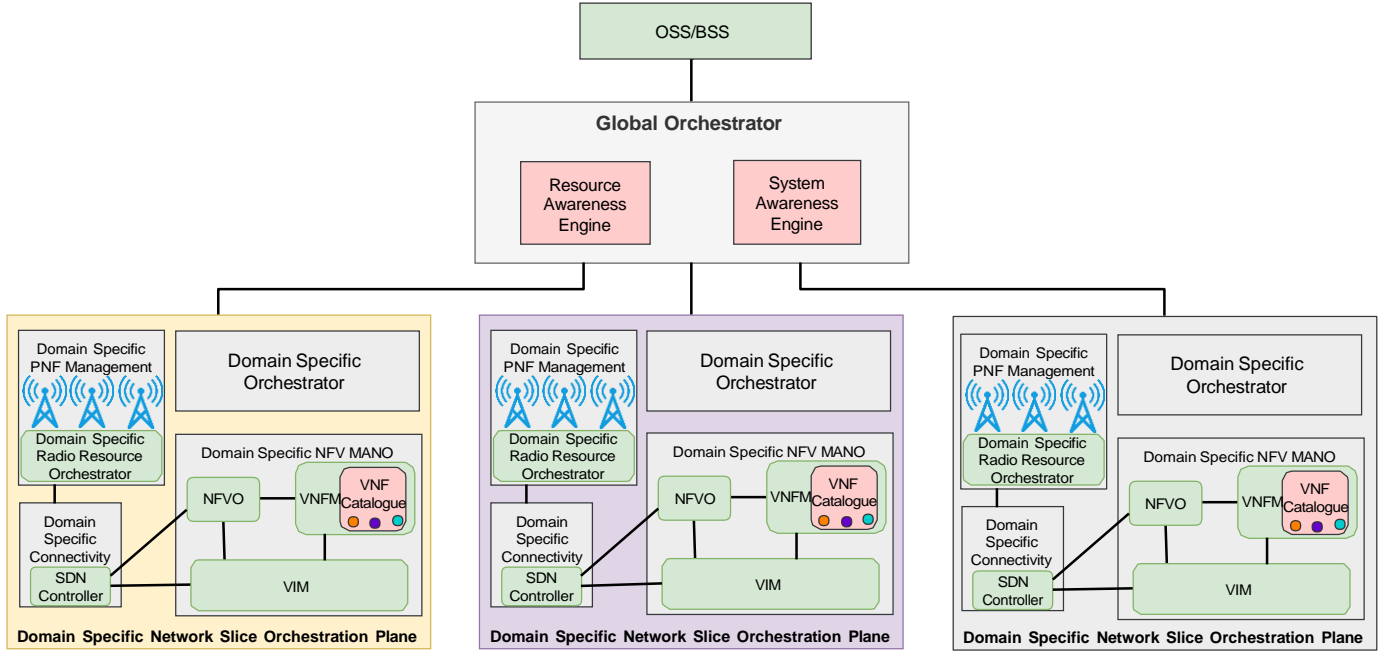 OSS/BSS
Global Orchestrator
Resource
Awareness
Engine
System
Awareness
Engine
Domain Specific
PNF Management
Domain Specific
Radio Resource
Orchestrator
Domain Specific
Orchestrator
Domain Specific NFV MANO
NFVO
VNFM
VNF
Catalogue
VIM
Domain
Specific
Connectivity
SDN
Controller
Domain Specific Network Slice Orchestration Plane
Domain Specific
PNF Management
Domain Specific
Radio Resource
Orchestrator
Domain Specific
Orchestrator
Domain Specific NFV MANO
NFVO
VNFM
VNF
Catalogue
VIM
Domain
Specific
Connectivity
SDN
Controller
Domain Specific Network Slice Orchestration Plane
Domain Specific
PNF Management
Domain Specific
Radio Resource
Orchestrator
Domain Specific
Orchestrator
Domain Specific NFV MANO
NFVO
VNFM
VNF
Catalogue
VIM
Domain
Specific
Connectivity
SDN
Controller
Domain Specific Network Slice Orchestration Plane